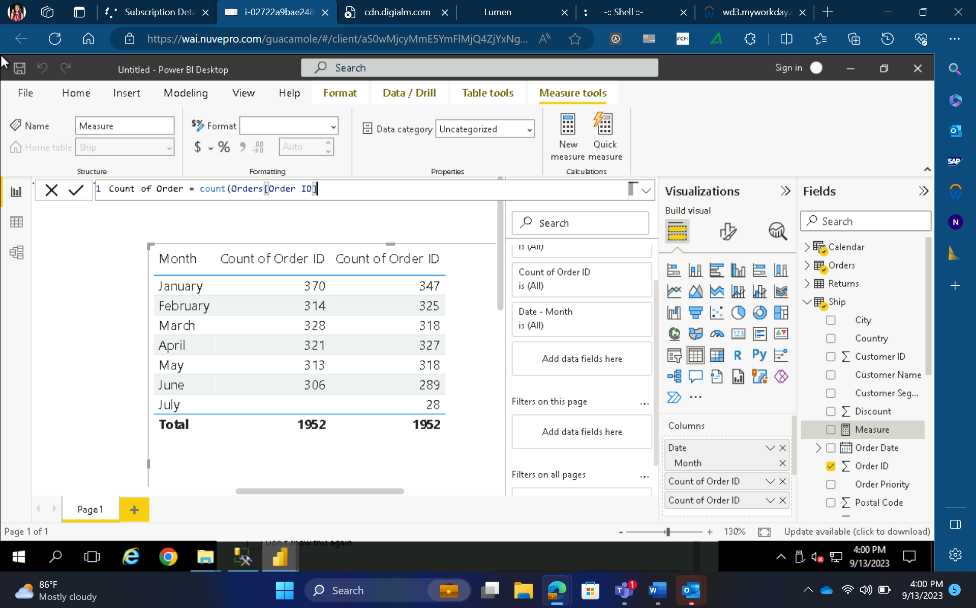 Subscription Deta
i-02722a9bae248
cdn.digialm.com
Lumen
-:: Shell ::-
wd3.myworkday.
https://wai.nuvepro.com/guacamole/#/client/aS0wMjcyMmE5YmFlMjQ4ZjYxNg...
Untitled - Power BI Desktop
Search
Sign in
File
Home
Insert
Modeling
View
Help
Format
Data / Drill
Table tools
Measure tools
Name
Measure
Home table
Ship
Structure
Format
$
%
Auto
Formatting
Data category
Uncategorized
Properties
New measure
Quick measure
Calculations
1 Count of Order = count(Orders[Order ID]
Month Count of Order ID Count of Order ID
January 370 347
February 314 325
March 328 318
April 321 327
May 313 318
June 306 289
July 28
Total 1952 1952
Search
is (All)
Count of Order ID
is (All)
Date - Month
is (All)
Add data fields here
Filters on this page
...
Add data fields here
Filters on all pages
...
Visualizations
Build visual
R
Py
...
Columns
Date
Month
Count of Order ID
Count of Order ID
Fields
Search
Calendar
Orders
Returns
Ship
City
Country
Customer ID
Customer Name
Customer Seg...
Discount
Measure
Order Date
Order ID
Order Priority
Postal Code
Page1
Page 1 of 1
- + 130%
Update available (click to download)
4:00 PM
9/13/2023
86°F
Mostly cloudy
Search
4:00 PM
9/13/2023